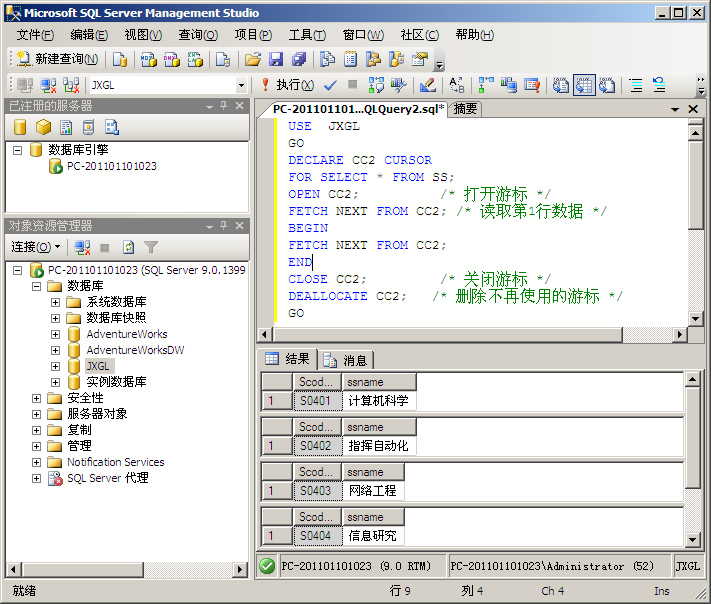 Microsoft SQL Server Management Studio
文件(F) 编辑(E) 视图(V) 查询(Q) 项目(P) 工具(T) 窗口(W) 社区(C) 帮助(H)
新建查询(N)
JXGL 执行(X)
已注册的服务器
数据库引擎
PC-201101101023
对象资源管理器
连接(O)
PC-201101101023 (SQL Server 9.0.1399
数据库
系统数据库
数据库快照
AdventureWorks
AdventureWorksDW
JXGL
实例数据库
安全性
服务器对象
复制
管理
Notification Services
SQL Server 代理
PC-201101101...QLQuery2.sql* 摘要
USE JXGL
GO
DECLARE CC2 CURSOR
FOR SELECT * FROM SS;
OPEN CC2; /* 打开游标 */
FETCH NEXT FROM CC2; /* 读取第1行数据 */
BEGIN
FETCH NEXT FROM CC2;
END
CLOSE CC2; /* 关闭游标 */
DEALLOCATE CC2; /* 删除不再使用的游标 */
GO
结果 消息
Scod... ssname
1 S0401 计算机科学
Scod... ssname
1 S0402 指挥自动化
Scod... ssname
1 S0403 网络工程
Scod... ssname
1 S0404 信息研究
PC-201101101023 (9.0 RTM) PC-201101101023\Administrator (52) JXGL
就绪 行 9 列 4 Ch 4 Ins